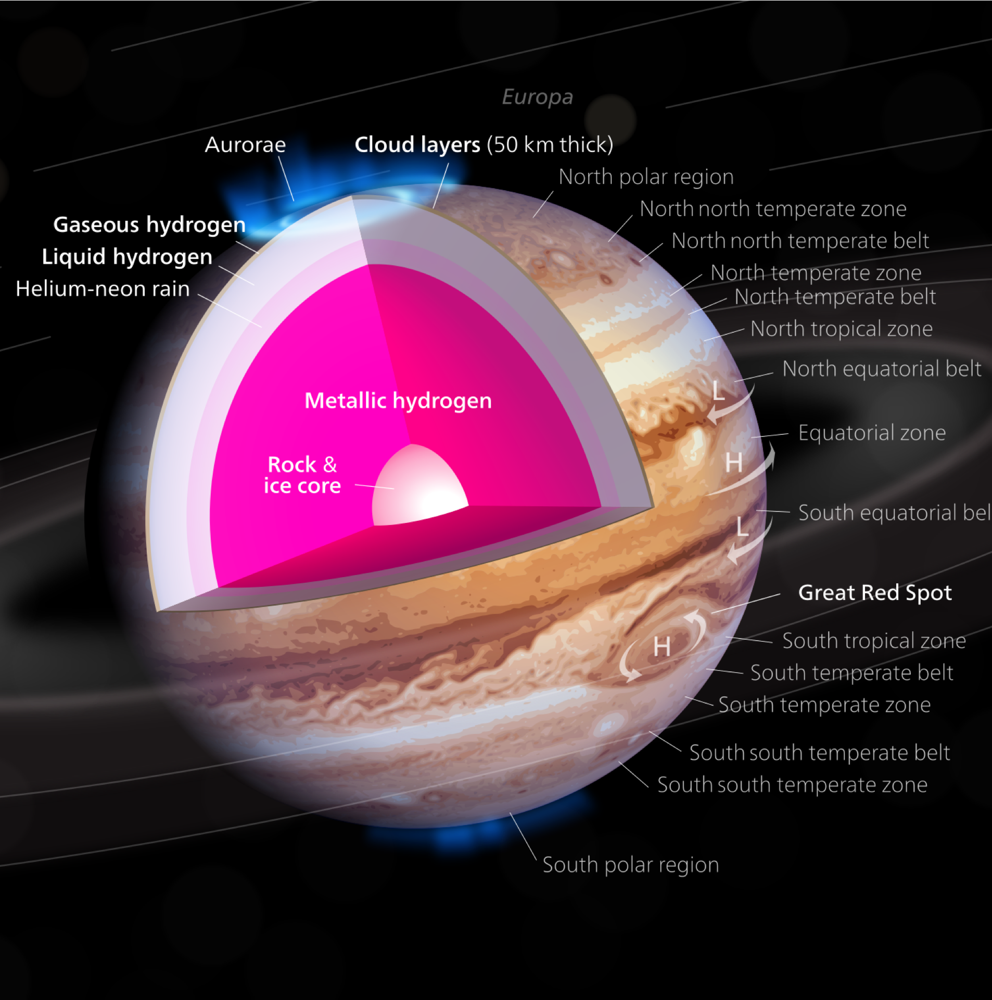 Europa
Aurorae
Cloud layers (50 km thick)
North polar region
North north temperate zone
Gaseous hydrogen
North north temperate belt
Liquid hydrogen
North temperate zone
Helium-neon rain
North temperate belt
North tropical zone
North equatorial belt
L
Metallic hydrogen
Equatorial zone
Rock &
ice core
H
South equatorial bel
L
Great Red Spot
South tropical zone
H
South temperate belt
South temperate zone
South south temperate belt
South south temperate zone
South polar region